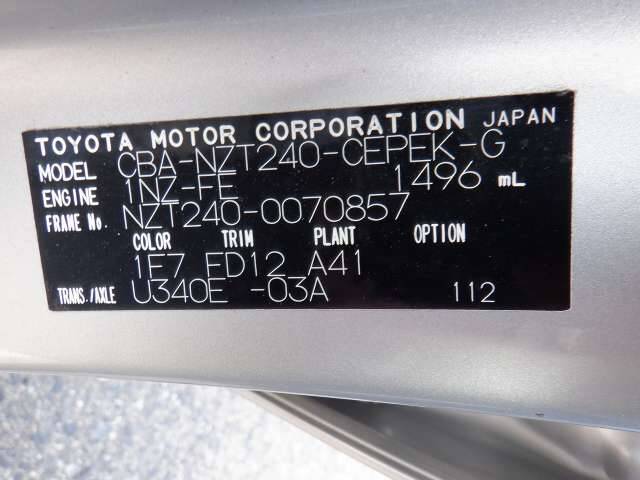 TOYOTA MOTOR CORPORATION JAPAN
MODEL CBA-NZT240-CEPEK-G
ENGINE 1NZ-FE 1496 mL
FRAME No. NZT240-0070857
COLOR TRIM PLANT OPTION
1F7 FD12 A41
TRANS./AXLE U340E -03A 112